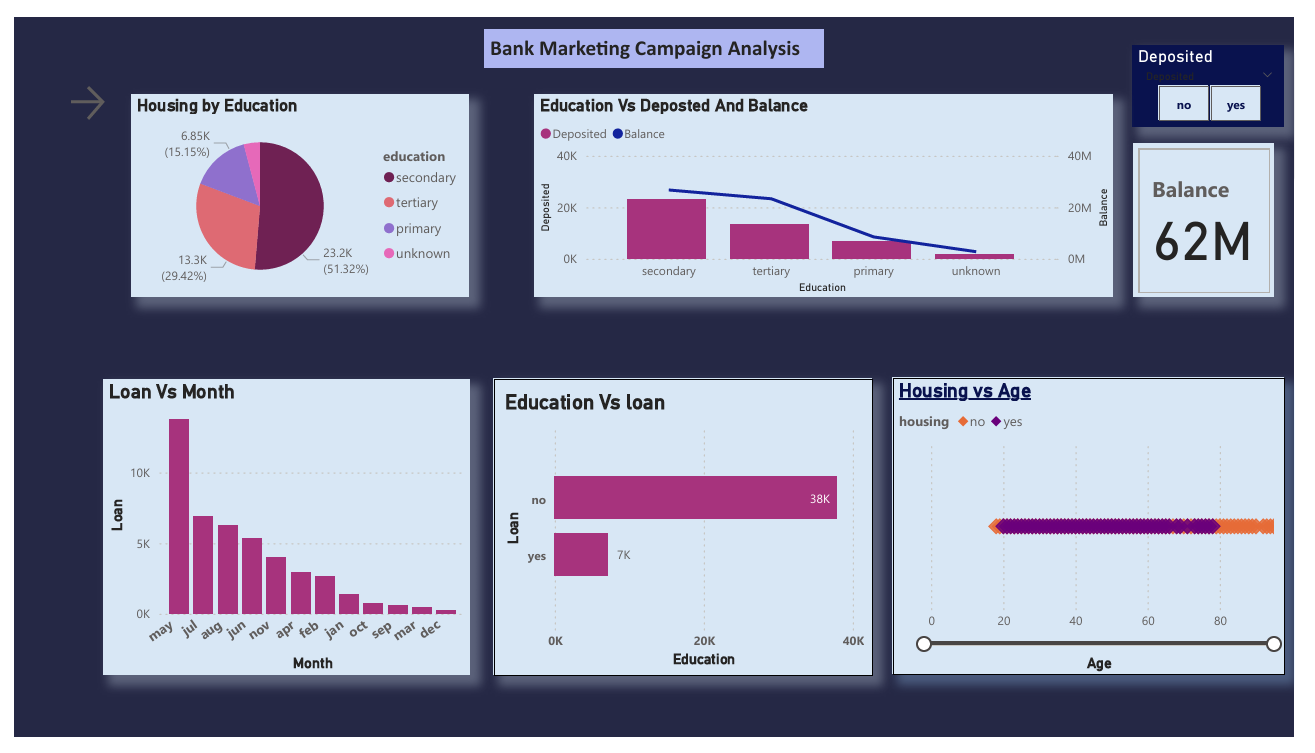 Bank Marketing Campaign Analysis
Deposited
Deposited
no yes
Housing by Education
6.85K
(15.15%)
13.3K
(29.42%)
23.2K
(51.32%)
education
secondary
tertiary
primary
unknown
Education Vs Deposted And Balance
Deposited Balance
40K
20K
0K
Deposited
40M
20M
0M
Balance
secondary tertiary primary unknown
Education
Balance
62M
Loan Vs Month
Loan
10K
5K
0K
may jul aug jun nov apr feb jan oct sep mar dec
Month
Education Vs loan
Loan
no 38K
yes 7K
0K 20K 40K
Education
Housing vs Age
housing no yes
0 20 40 60 80
Age